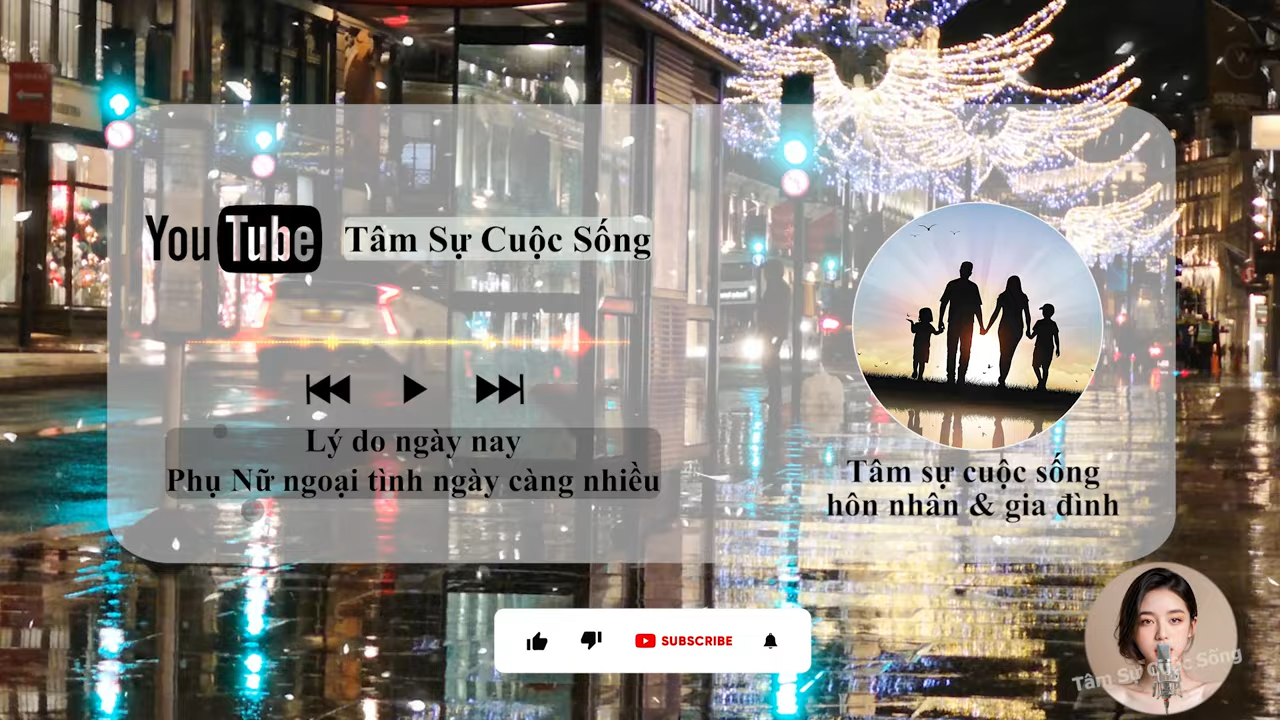 YouTube
Tâm Sự Cuộc Sống
Lý do ngày nay
Phụ Nữ ngoại tình ngày càng nhiều
Tâm sự cuộc sống
hôn nhân & gia đình
SUBSCRIBE
Tâm Sự Cuộc Sống